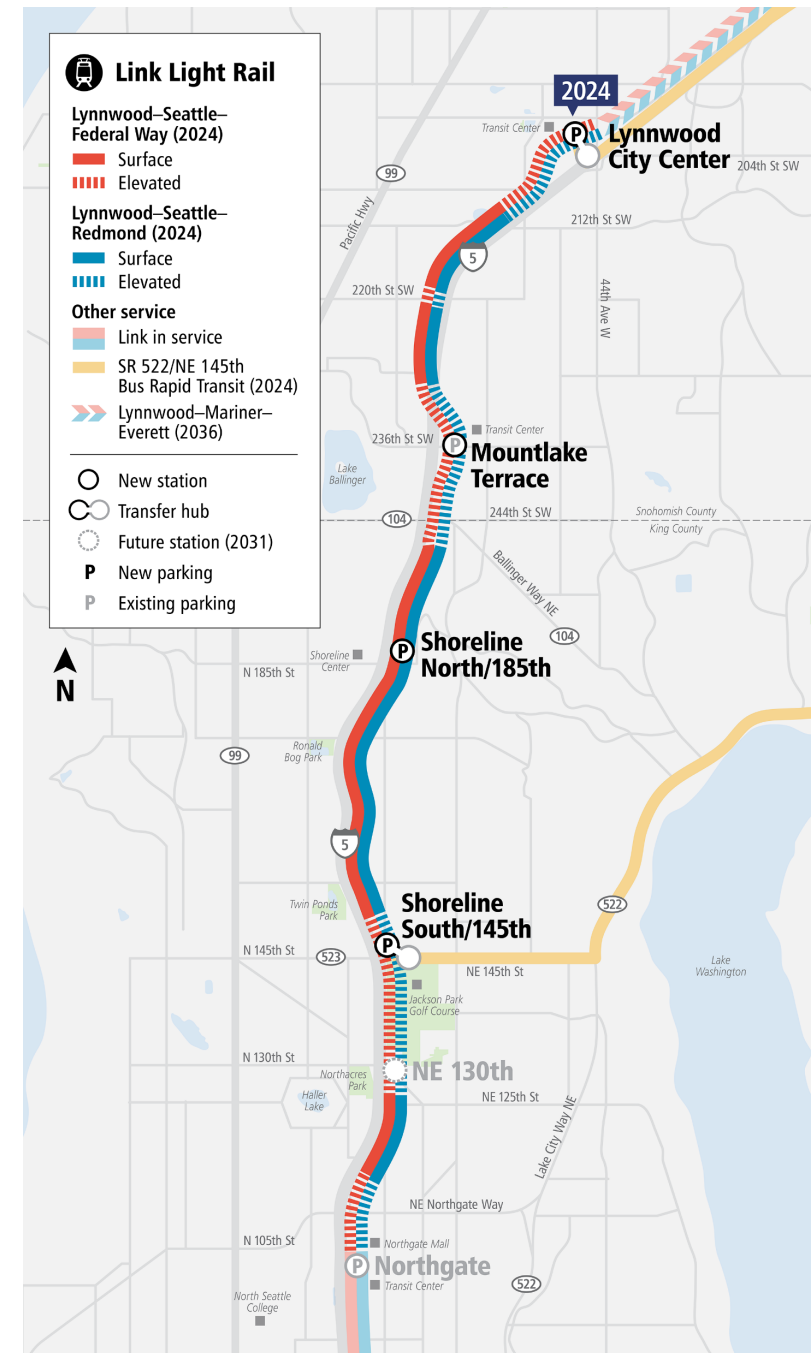 Link Light Rail
Lynnwood–Seattle–
Federal Way (2024)
Surface
Elevated
Lynnwood–Seattle–
Redmond (2024)
Surface
Elevated
Other service
Link in service
SR 522/NE 145th
Bus Rapid Transit (2024)
Lynnwood–Mariner–
Everett (2036)
New station
Transfer hub
Future station (2031)
P New parking
P Existing parking
N
2024
Transit Center
P
Lynnwood
City Center
204th St SW
99
Pacific Hwy
212th St SW
5
220th St SW
44th Ave W
Transit Center
236th St SW
P
Mountlake
Terrace
Lake
Ballinger
104
244th St SW
Snohomish County
King County
Ballinger Way NE
104
Shoreline
Center
P
Shoreline
North/185th
N 185th St
Ronald
Bog Park
99
5
Twin Ponds
Park
Shoreline
South/145th
522
P
N 145th St
523
NE 145th St
Lake
Washington
Jackson Park
Golf Course
N 130th St
Northacres
Park
NE 130th
Haller
Lake
NE 125th St
Lake City Way NE
NE Northgate Way
N 105th St
Northgate Mall
P
Northgate
Transit Center
522
North Seattle
College